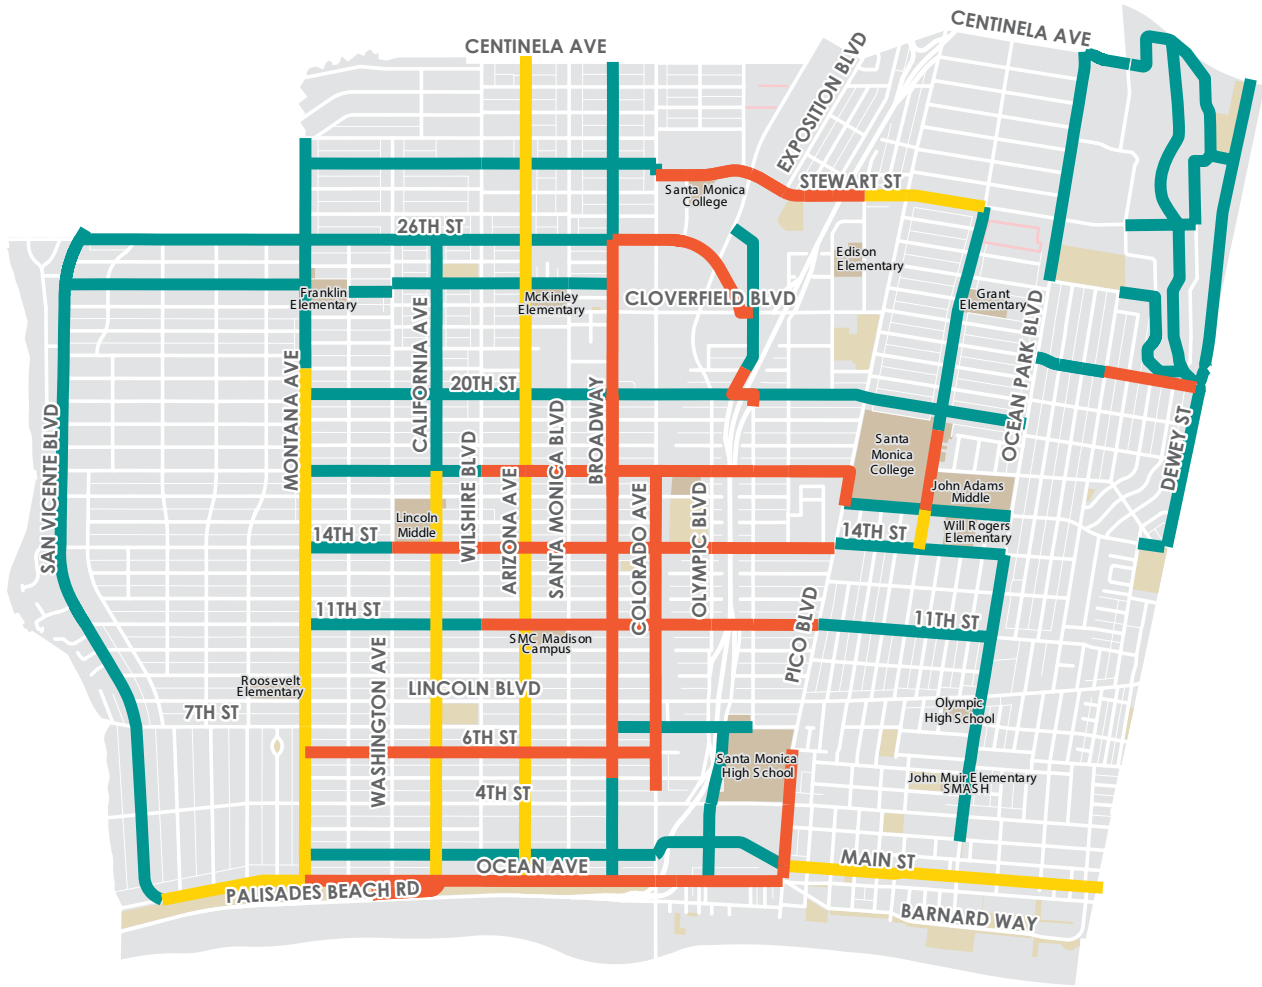 CENTINELA AVE
CENTINELA AVE
EXPOSITION BLVD
STEWART ST
Santa Monica
College
26TH ST
Edison
Elementary
Franklin
Elementary
McKinley
Elementary
CLOVERFIELD BLVD
Grant
Elementary
CALIFORNIA AVE
OCEAN PARK BLVD
MONTANA AVE
20TH ST
BROADWAY
SAN VICENTE BLVD
WILSHIRE BLVD
SANTA MONICA BLVD
Santa
Monica
College
DEWEY ST
ARIZONA AVE
COLORADO AVE
OLYMPIC BLVD
John Adams
Middle
Lincoln
Middle
14TH ST
14TH ST
Will Rogers
Elementary
11TH ST
PICO BLVD
11TH ST
SMC Madison
Campus
WASHINGTON AVE
Roosevelt
Elementary
LINCOLN BLVD
7TH ST
Olympic
High School
6TH ST
Santa Monica
High School
John Muir Elementary
SMASH
4TH ST
OCEAN AVE
MAIN ST
PALISADES BEACH RD
BARNARD WAY